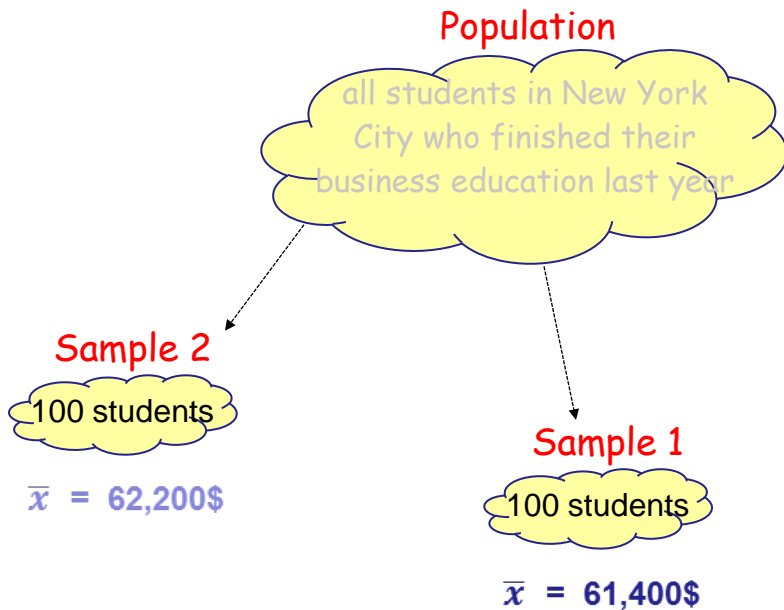 Population
all students in New York
City who finished their
business education last year
Sample 2
100 students
x̅ = 62,200$
Sample 1
100 students
x̅ = 61,400$